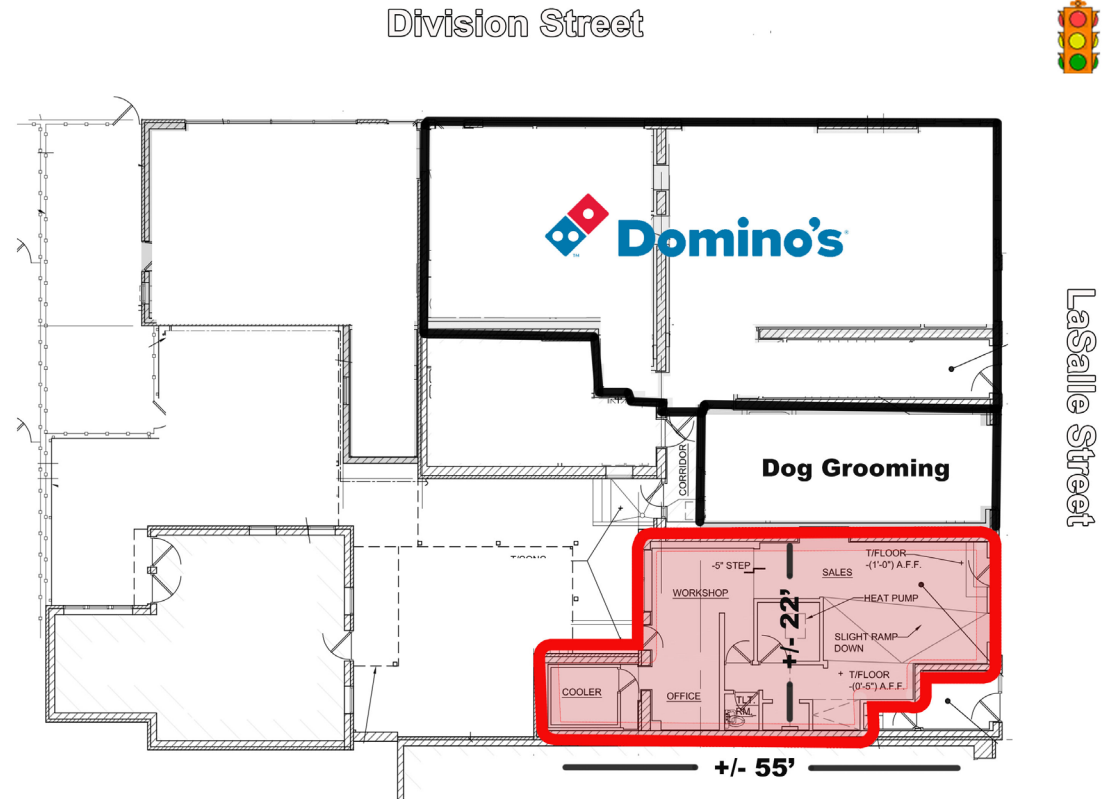 Division Street
LaSalle Street
Domino's
™
Dog Grooming
CORRIDOR
T/FLOOR
-(1'-0") A.F.F.
-5" STEP
SALES
WORKSHOP
HEAT PUMP
+/- 22'
SLIGHT RAMP
DOWN
T/FLOOR
-(0'-5") A.F.F.
COOLER
OFFICE
TLT.
RM.
+/- 55'